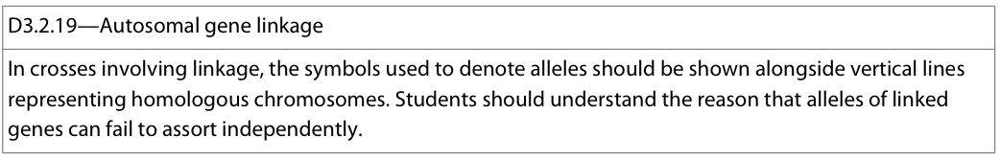 D3.2.19—Autosomal gene linkage
In crosses involving linkage, the symbols used to denote alleles should be shown alongside vertical lines
representing homologous chromosomes. Students should understand the reason that alleles of linked
genes can fail to assort independently.